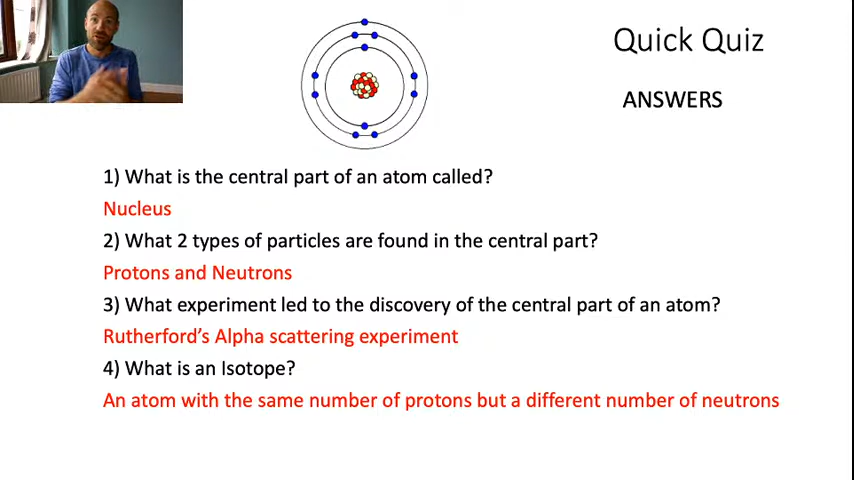 Quick Quiz
ANSWERS
1) What is the central part of an atom called?
Nucleus
2) What 2 types of particles are found in the central part?
Protons and Neutrons
3) What experiment led to the discovery of the central part of an atom?
Rutherford’s Alpha scattering experiment
4) What is an Isotope?
An atom with the same number of protons but a different number of neutrons